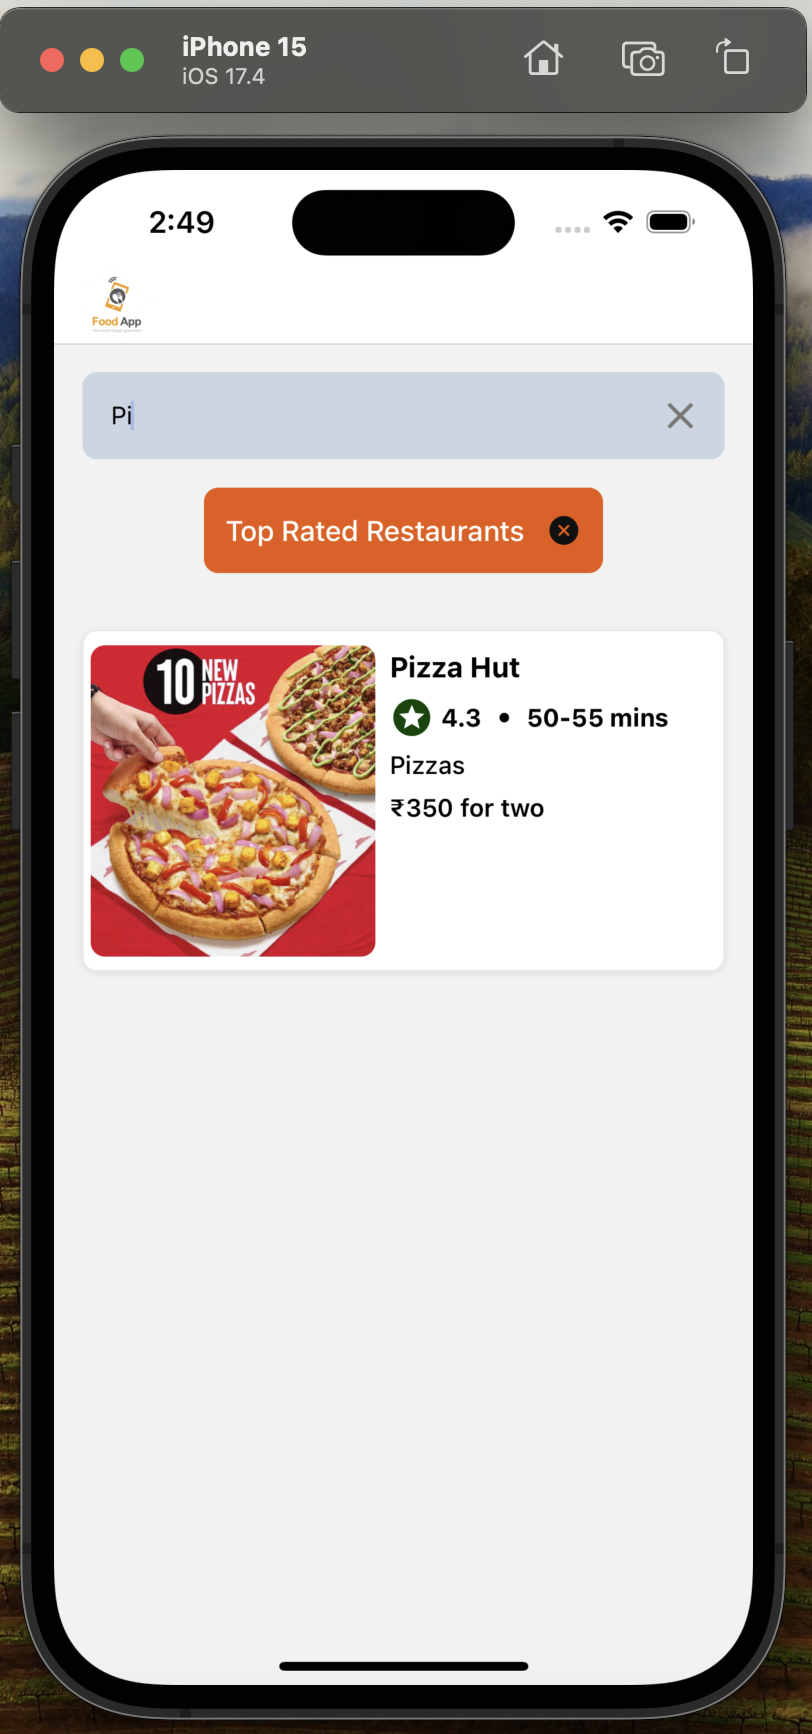 iPhone 15
iOS 17.4
2:49
Food App
Pi
Top Rated Restaurants
10 NEW PIZZAS
Pizza Hut
4.3 • 50-55 mins
Pizzas
₹350 for two